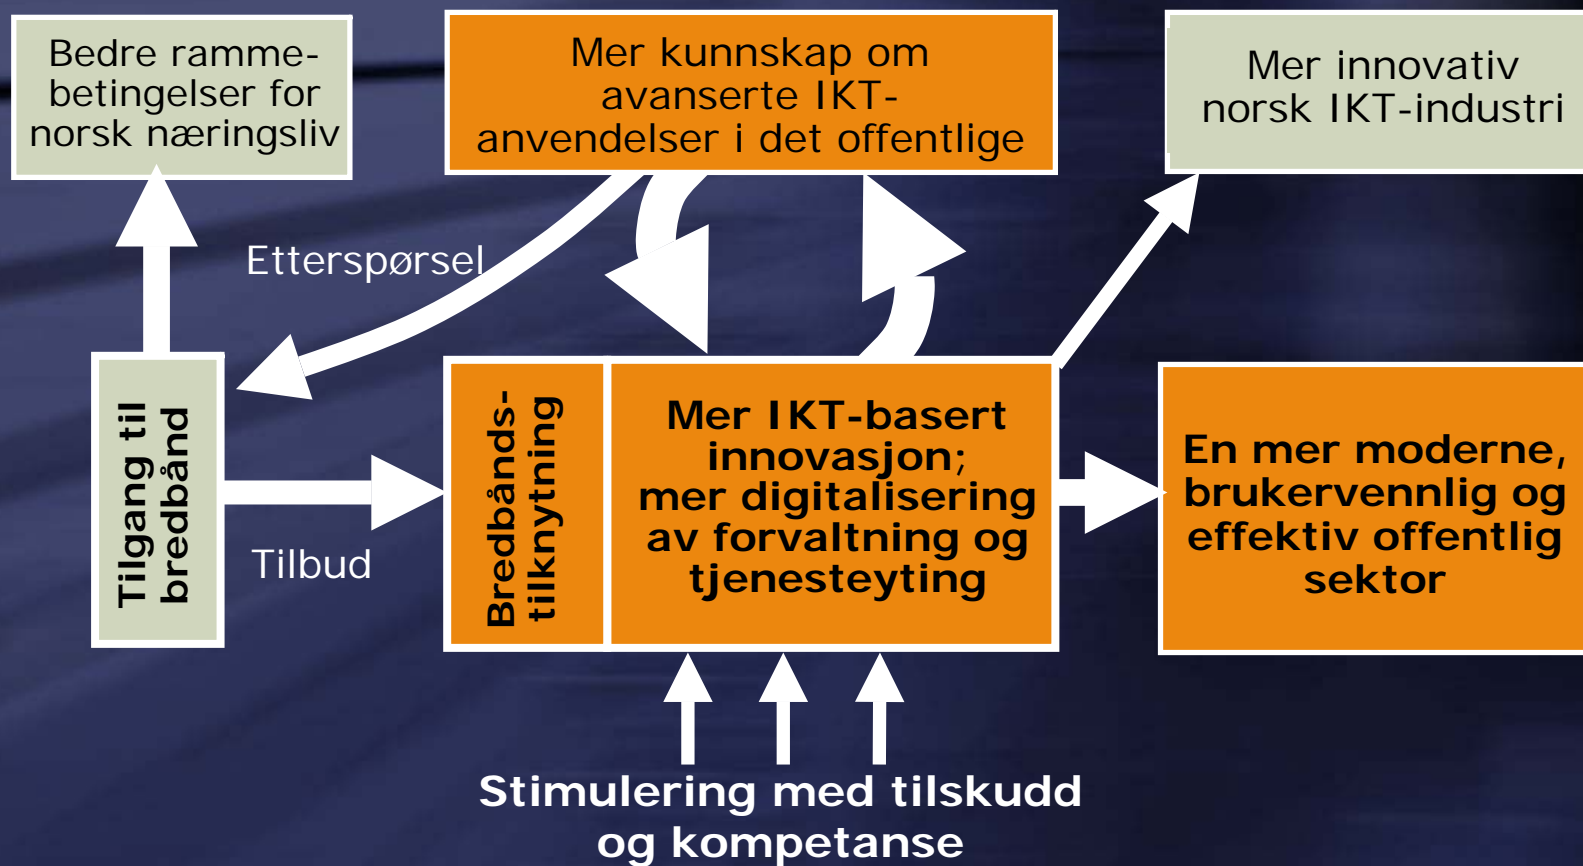 Bedre ramme-
betingelser for
norsk næringsliv
Mer kunnskap om
avanserte IKT-
anvendelser i det offentlige
Mer innovativ
norsk IKT-industri
Etterspørsel
Tilgang til
bredbånd
Tilbud
Bredbånds-
tilknytning
Mer IKT-basert
innovasjon;
mer digitalisering
av forvaltning og
tjenesteyting
En mer moderne,
brukervennlig og
effektiv offentlig
sektor
Stimulering med tilskudd
og kompetanse